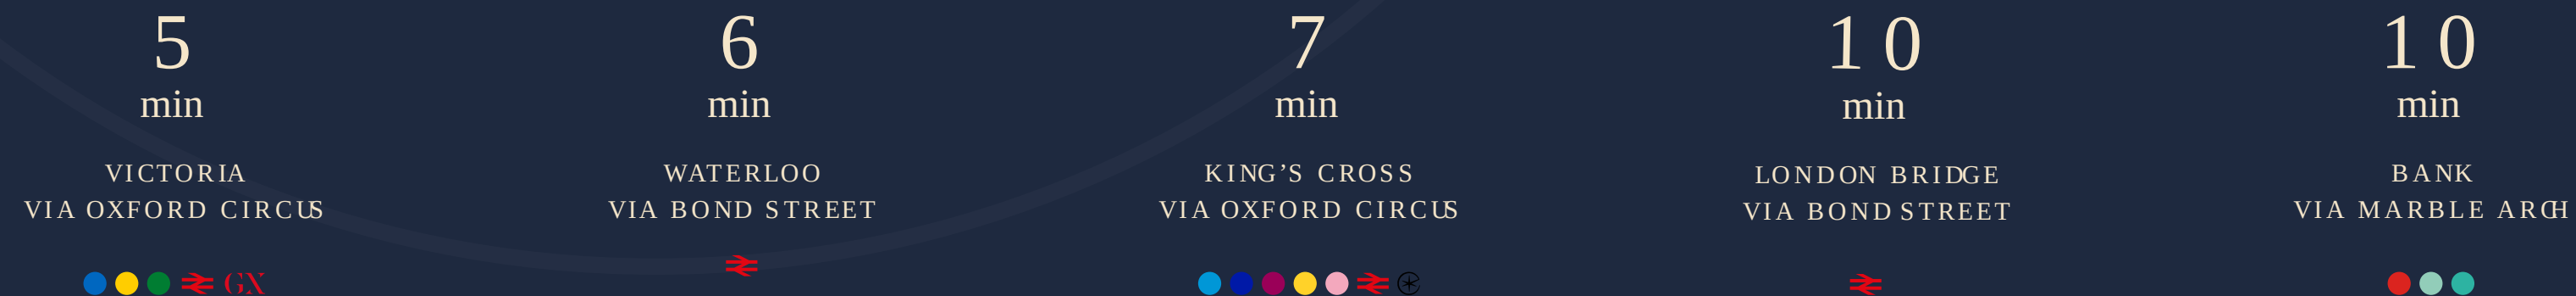 5
min
VICTORIA
VIA OXFORD CIRCUS
GX
6
min
WATERLOO
VIA BOND STREET
7
min
KING’S CROSS
VIA OXFORD CIRCUS
10
min
LONDON BRIDGE
VIA BOND STREET
10
min
BANK
VIA MARBLE ARCH